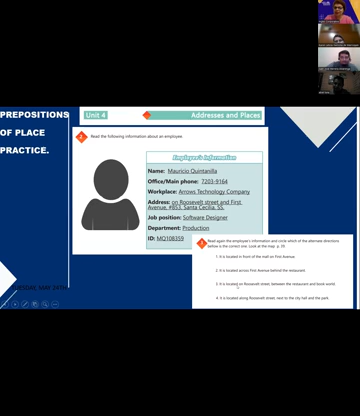 PREPOSITIONS
OF PLACE
PRACTICE.
Unit 4
Addresses and Places
2
Read the following information about an employee.
Employee's Information
Name: Mauricio Quintanilla
Office/Main phone: 7203-9164
Workplace: Arrows Technology
Company
Address: on Roosevelt street and First
Avenue, #853, Santa Cecilia, SS.
Job position: Software Designer
Department: Production
ID: MQ108359
3
Read again the employee's information and circle which of the alternate directions
below is the correct one. Look at the map
1. It is located in front of the mall on First Avenue
2. It is located across First Avenue behind the restaurant.
3. It is located on Roosevelt street, between the restaurant and book world.
4. It is located along Roosevelt street, next to the city hall and the park.
MAY 24TH